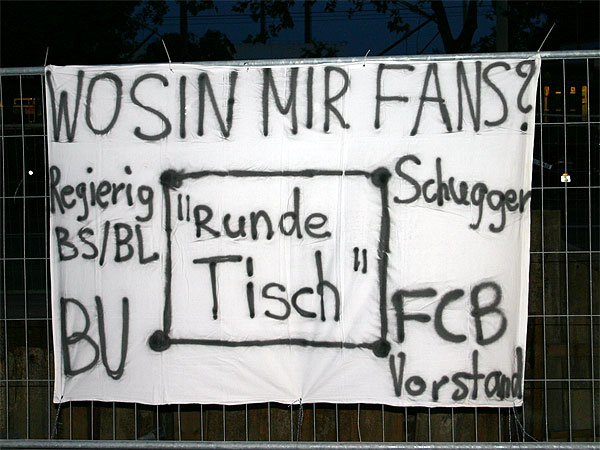 WOSIN MIR FANS?
Regierig
BS/BL
Schugger
"Runde
Tisch"
BU
FCB
Vorstand